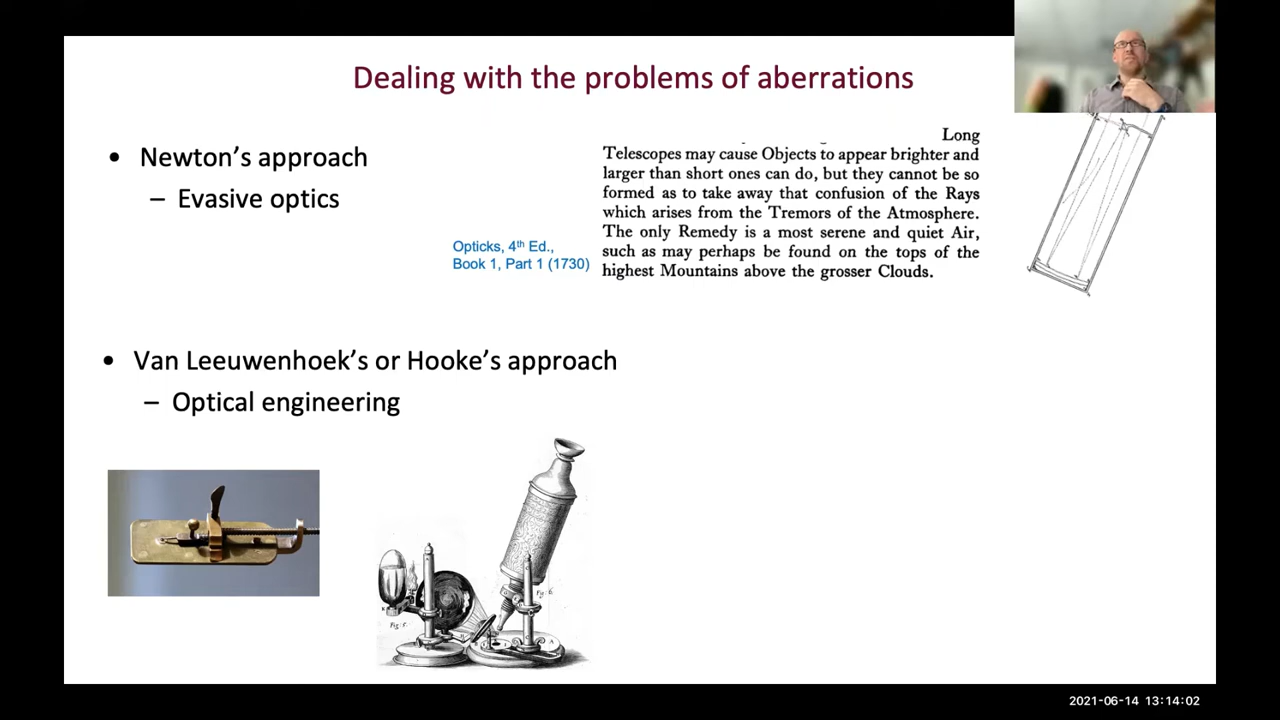 Dealing with the problems of aberrations
• Newton’s approach
– Evasive optics
Opticks, 4th Ed.,
Book 1, Part 1 (1730)
Long
Telescopes may cause Objects to appear brighter and
larger than short ones can do, but they cannot be so
formed as to take away that confusion of the Rays
which arises from the Tremors of the Atmosphere.
The only Remedy is a most serene and quiet Air,
such as may perhaps be found on the tops of the
highest Mountains above the grosser Clouds.
• Van Leeuwenhoek’s or Hooke’s approach
– Optical engineering
Fig: 6.
Fig: 5.
2021-06-14 13:14:02